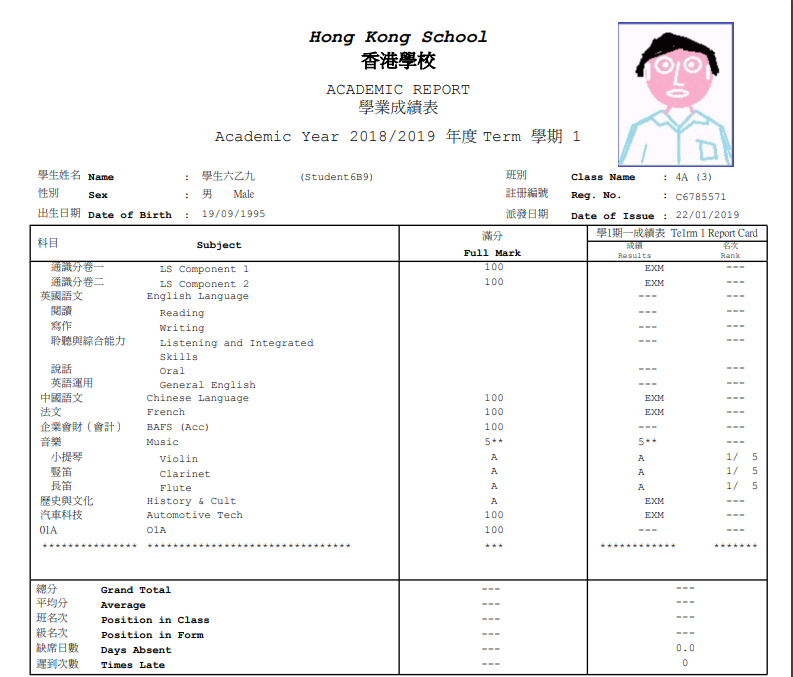 Hong Kong School
香港學校
ACADEMIC REPORT
學業成績表
Academic Year 2018/2019 年度 Term 學期 1
學生姓名 Name : 學生六乙九 (Student6B9) 班別 Class Name : 4A (3)
性別 Sex : 男 Male 註冊編號 Reg. No. : C6785571
出生日期 Date of Birth : 19/09/1995 派發日期 Date of Issue : 22/01/2019
科目 Subject 滿分 Full Mark 學1期一成績表 Te1rm 1 Report Card
成績 Results 名次 Rank
通識分卷一 LS Component 1 100 EXM ---
通識分卷二 LS Component 2 100 EXM ---
英國語文 English Language --- ---
閱讀 Reading --- ---
寫作 Writing --- ---
聆聽與綜合能力 Listening and Integrated Skills --- ---
說話 Oral --- ---
英語運用 General English --- ---
中國語文 Chinese Language 100 EXM ---
法文 French 100 EXM ---
企業會財（會計） BAFS (Acc) 100 --- ---
音樂 Music 5** 5** ---
小提琴 Violin A A 1/ 5
豎笛 Clarinet A A 1/ 5
長笛 Flute A A 1/ 5
歷史與文化 History & Cult A EXM ---
汽車科技 Automotive Tech 100 EXM ---
01A O1A 100 --- ---
*************** ******************************** *** ************ *******
總分 Grand Total --- ---
平均分 Average --- ---
班名次 Position in Class --- ---
級名次 Position in Form --- ---
缺席日數 Days Absent --- 0.0
遲到次數 Times Late --- 0